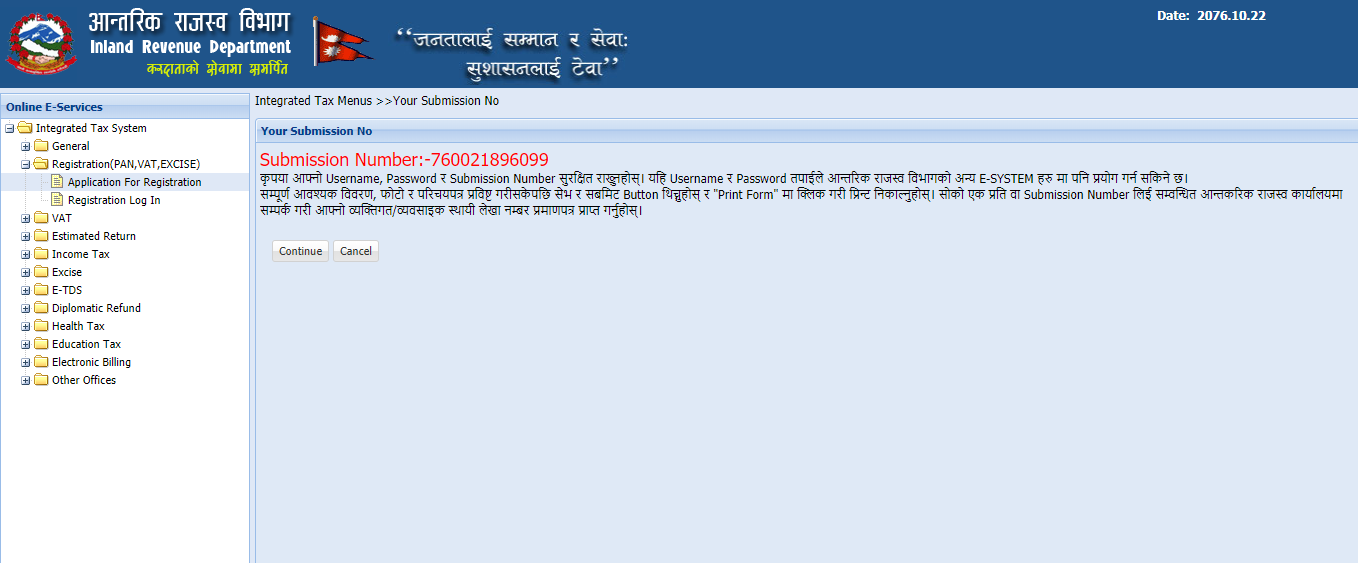 आन्तरिक राजस्व विभाग
Inland Revenue Department
करदाताको सेवामा समर्पित
“जनतालाई सम्मान र सेवाः
सुशासनलाई टेवा”
Date: 2076.10.22
Online E-Services
Integrated Tax System
General
Registration(PAN,VAT,EXCISE)
Application For Registration
Registration Log In
VAT
Estimated Return
Income Tax
Excise
E-TDS
Diplomatic Refund
Health Tax
Education Tax
Electronic Billing
Other Offices
Integrated Tax Menus >>Your Submission No
Your Submission No
Submission Number:-760021896099
कृपया आफ्नो Username, Password र Submission Number सुरक्षित राख्नुहोस्। यहि Username र Password तपाईले आन्तरिक राजस्व विभागको अन्य E-SYSTEM हरु मा पनि प्रयोग गर्न सकिने छ।
सम्पूर्ण आवश्यक विवरण, फोटो र परिचयपत्र प्रविष्ट गरीसकेपछि सेभ र सबमिट Button थिच्नुहोस् र "Print Form" मा क्लिक गरी प्रिन्ट निकाल्नुहोस्। सोको एक प्रति वा Submission Number लिई सम्वन्धित आन्तकरिक राजस्व कार्यालयमा
सम्पर्क गरी आफ्नो व्यक्तिगत/व्यवसाइक स्थायी लेखा नम्बर प्रमाणपत्र प्राप्त गर्नुहोस्।
Continue Cancel